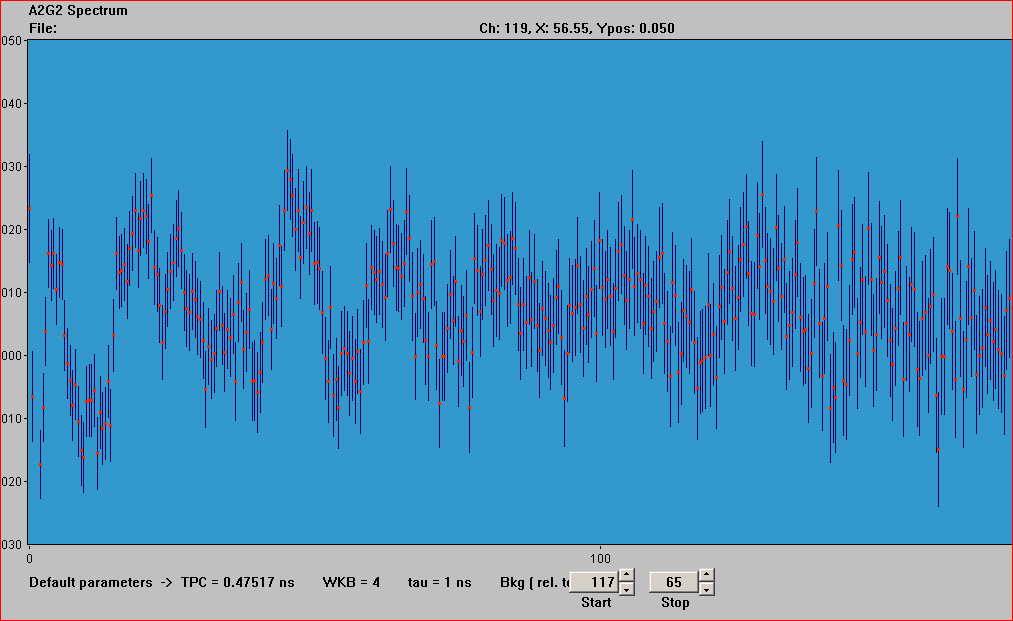 A2G2 Spectrum
File:
Ch: 119, X: 56.55, Ypos: 0.050
050
040
030
020
010
000
010
020
030
0
100
Default parameters -> TPC = 0.47517 ns WKB = 4 tau = 1 ns Bkg ( rel. to 117 65
Start Stop